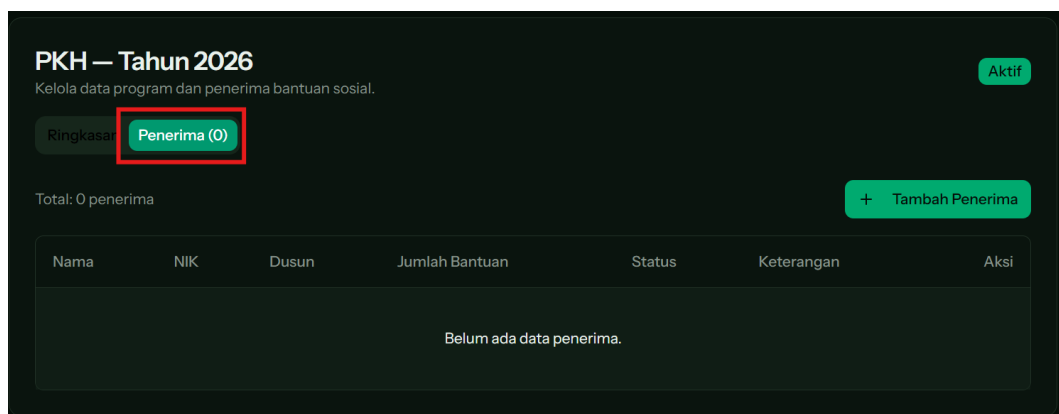 PKH — Tahun 2026
Aktif
Kelola data program dan penerima bantuan sosial.
Ringkasan Penerima (0)
Total: 0 penerima
+ Tambah Penerima
Nama NIK Dusun Jumlah Bantuan Status Keterangan Aksi
Belum ada data penerima.